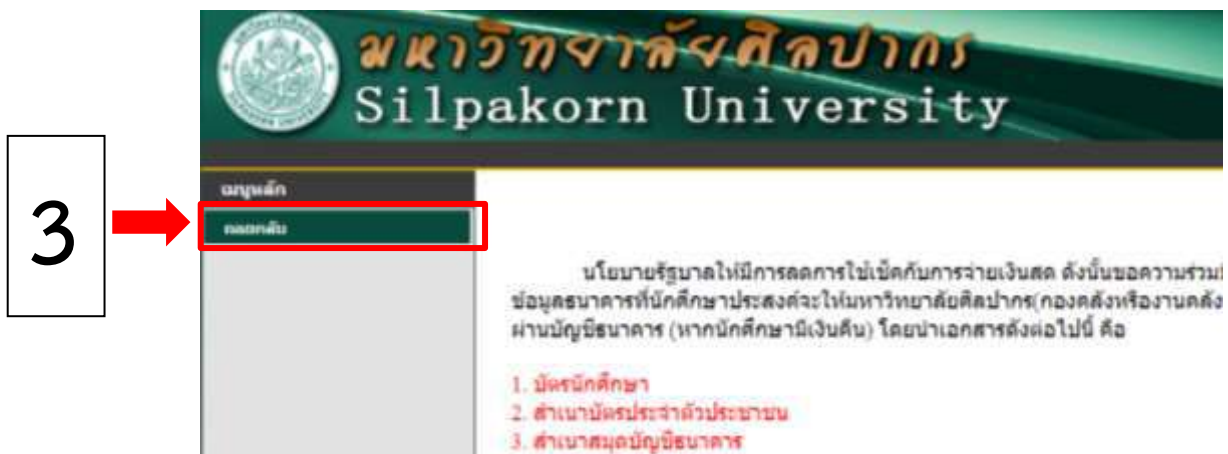 มหาวิทยาลัยศิลปากร
Silpakorn University
3
เมนูหลัก
ถอยกลับ
นโยบายรัฐบาลให้มีการลดการใช้เช็คกับการจ่ายเงินสด ดังนั้นขอความร่วม
ข้อมูลธนาคารที่นักศึกษาประสงค์จะให้มหาวิทยาลัยศิลปากร(กองคลังหรืองานคลัง
ผ่านบัญชีธนาคาร (หากนักศึกษามีเงินคืน) โดยนำเอกสารดังต่อไปนี้ คือ
1. บัตรนักศึกษา
2. สำเนาบัตรประจำตัวประชาชน
3. สำเนาสมุดบัญชีธนาคาร